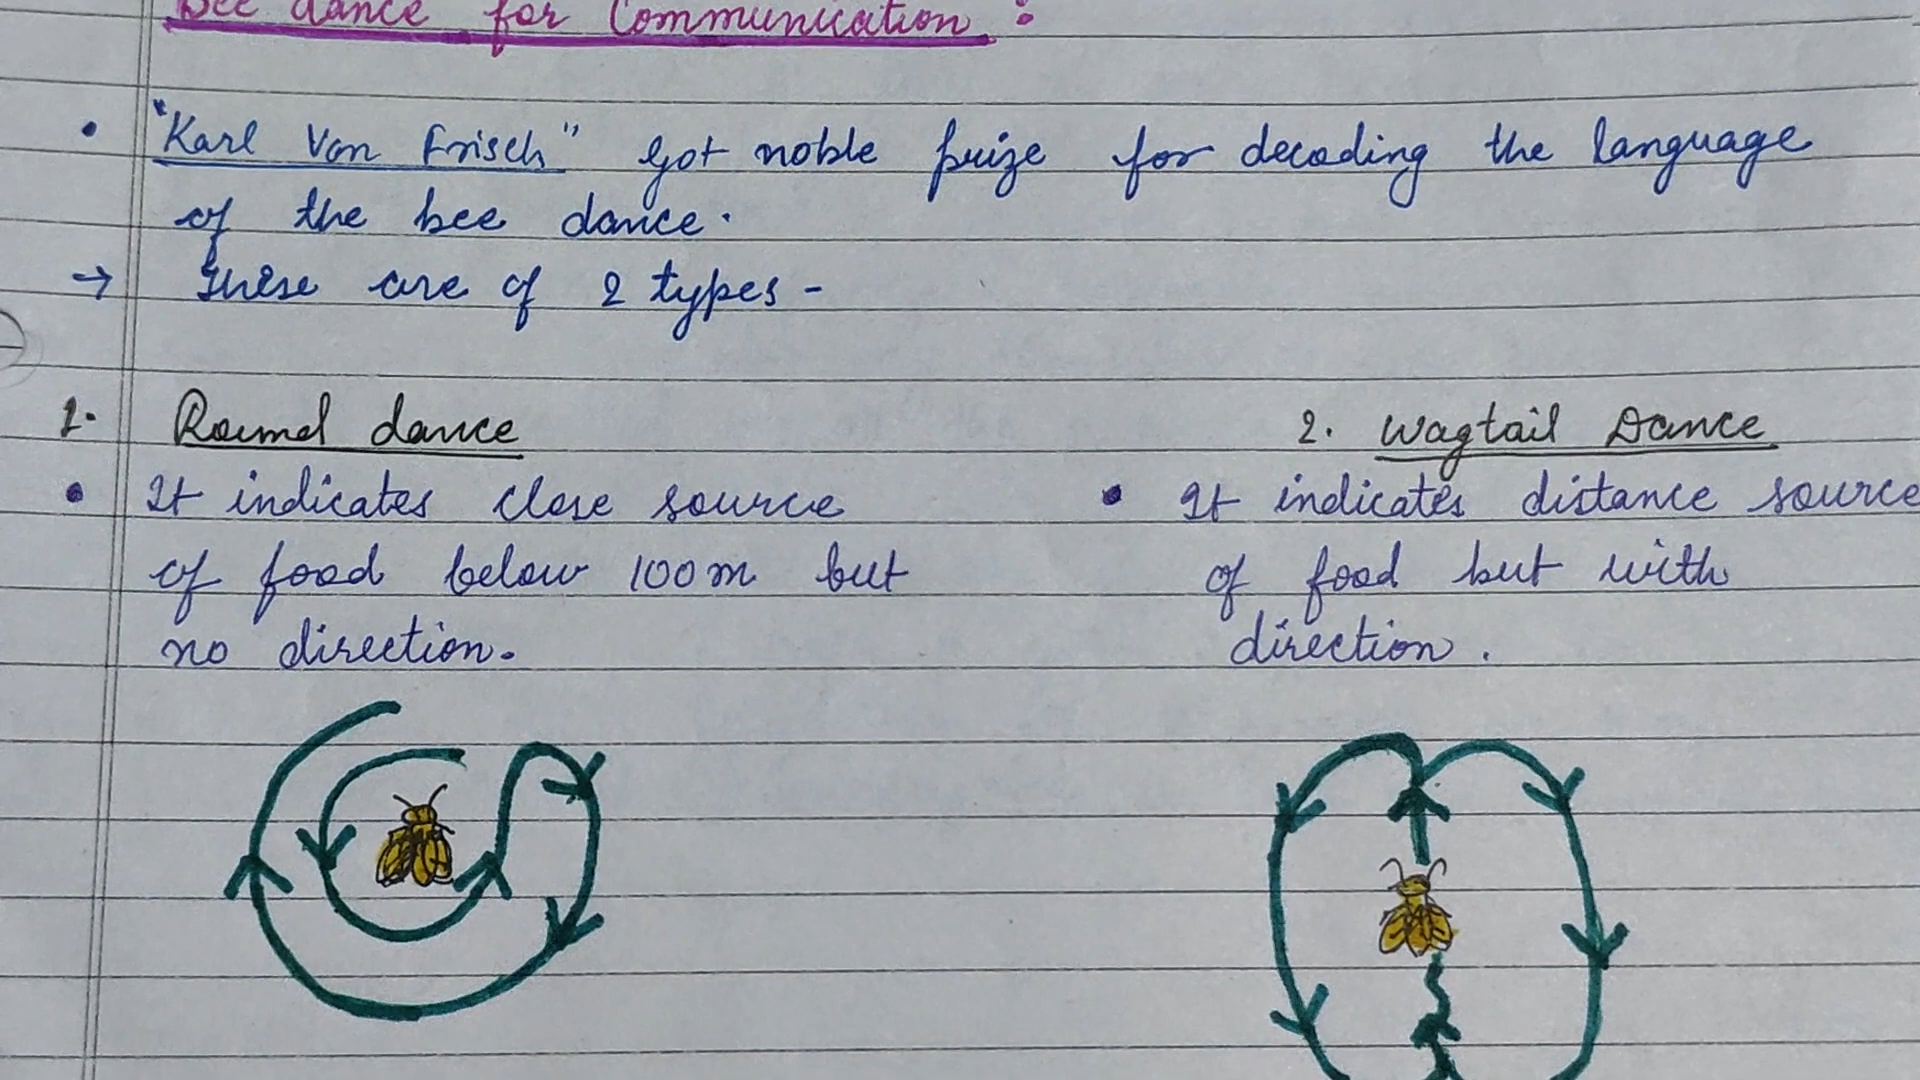 Bee dance for Communication :
• "Karl Von Frisch" got noble prize for decoding the language
of the bee dance.
→ These are of 2 types -
1. Round dance
• It indicates close source
of food below 100m but
no direction.
2. Wagtail Dance
• It indicates distance source
of food but with
direction.